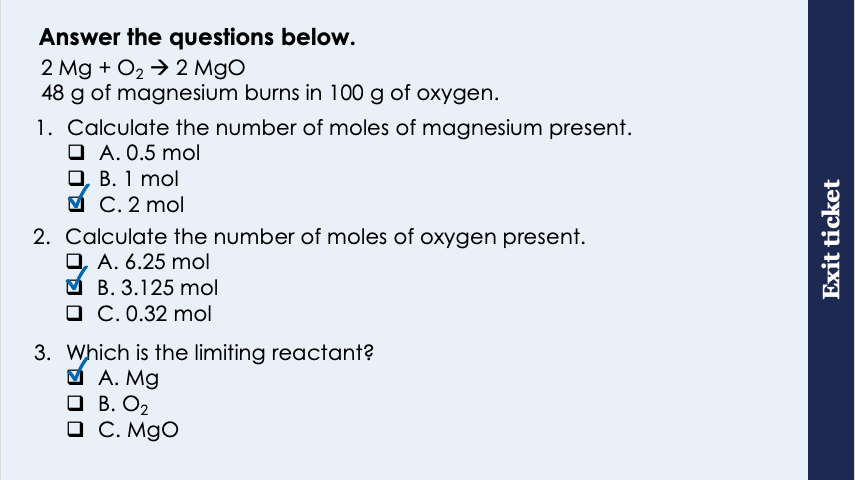 Answer the questions below.
2 Mg + O₂ → 2 MgO
48 g of magnesium burns in 100 g of oxygen.
1. Calculate the number of moles of magnesium present.
❑ A. 0.5 mol
❑ B. 1 mol
❑ C. 2 mol
2. Calculate the number of moles of oxygen present.
❑ A. 6.25 mol
❑ B. 3.125 mol
❑ C. 0.32 mol
3. Which is the limiting reactant?
❑ A. Mg
❑ B. O₂
❑ C. MgO
Exit ticket